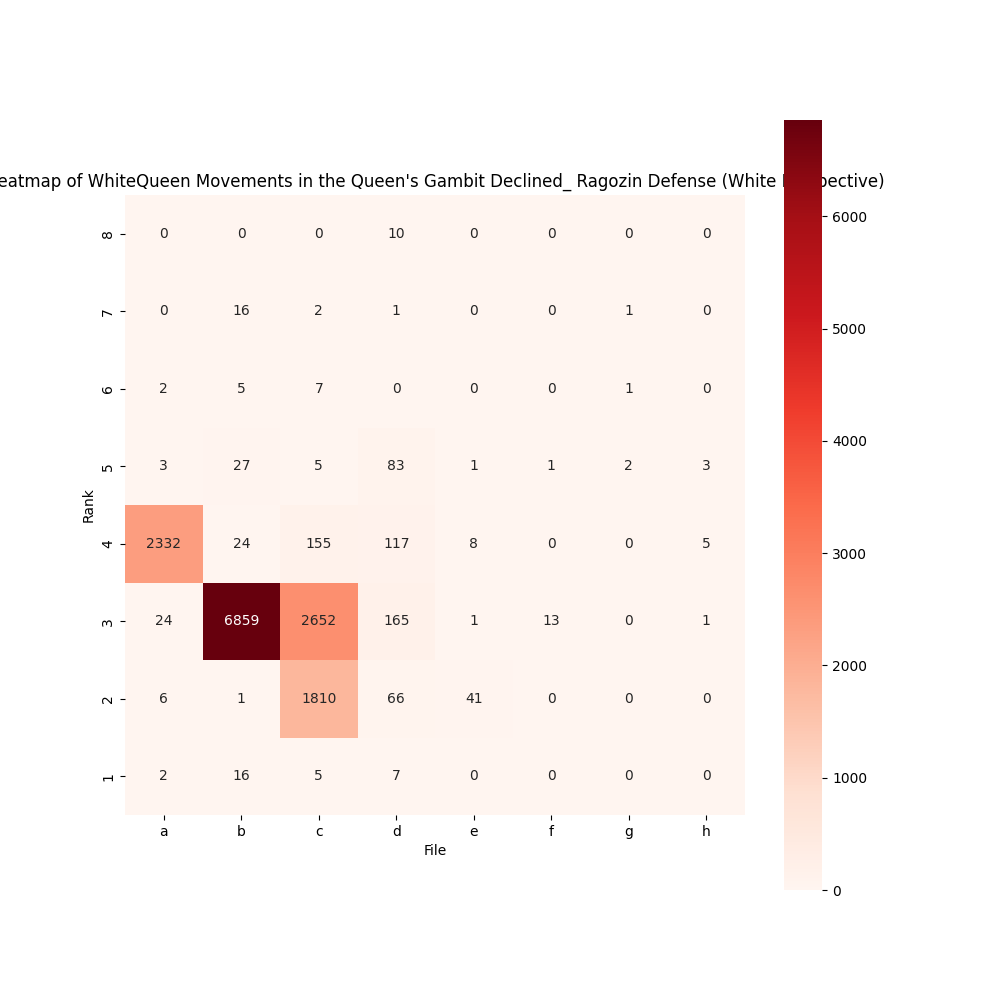 eatmap of WhiteQueen Movements in the Queen's Gambit Declined_ Ragozin Defense (White pective)
6000
5000
4000
3000
2000
1000
0
Rank
8 0 0 0 10 0 0 0 0
7 0 16 2 1 0 0 1 0
6 2 5 7 0 0 0 1 0
5 3 27 5 83 1 1 2 3
4 2332 24 155 117 8 0 0 5
3 24 6859 2652 165 1 13 0 1
2 6 1 1810 66 41 0 0 0
1 2 16 5 7 0 0 0 0
a b c d e f g h
File